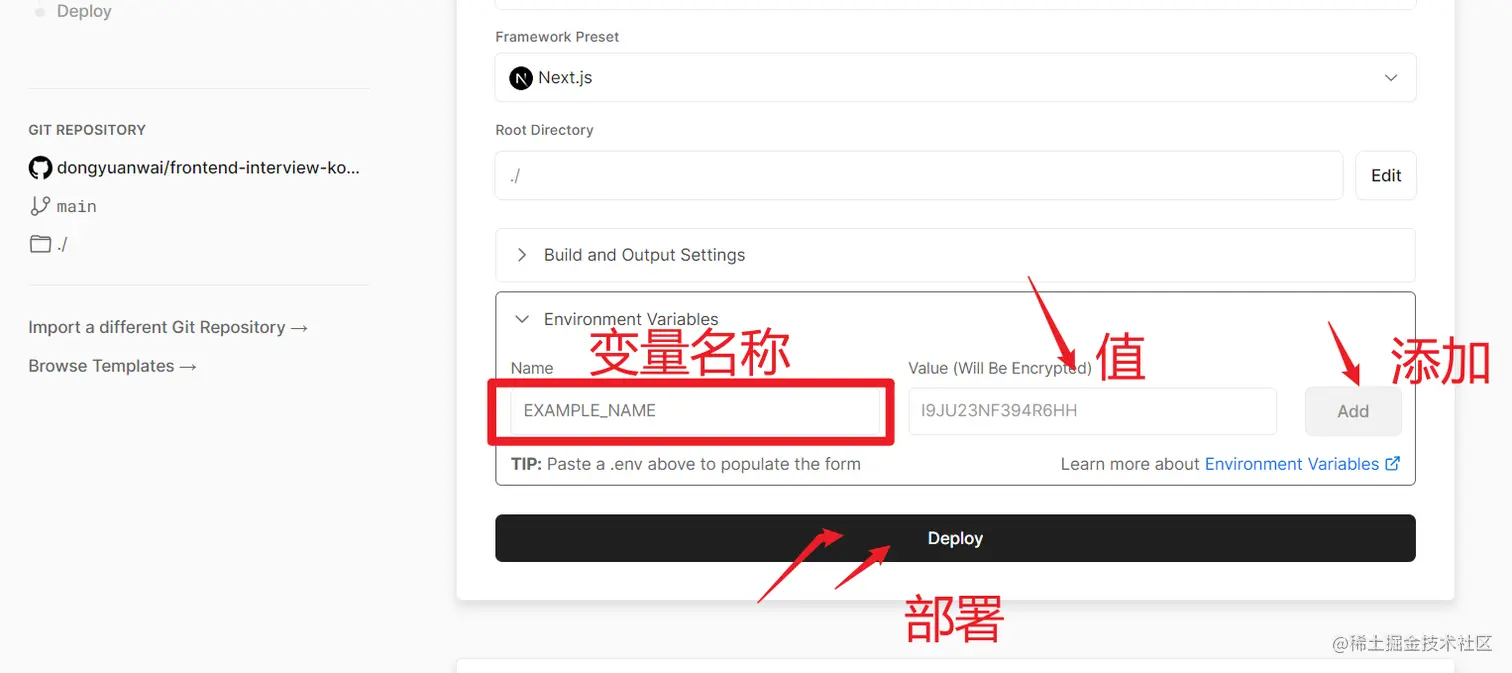 Deploy
GIT REPOSITORY
dongyuanwai/frontend-interview-ko...
main
./
Import a different Git Repository →
Browse Templates →
Framework Preset
N Next.js
Root Directory
./
Edit
Build and Output Settings
Environment Variables
Name
变量名称
Value (Will Be Encrypted)
值
添加
EXAMPLE_NAME
I9JU23NF394R6HH
Add
TIP: Paste a .env above to populate the form
Learn more about Environment Variables
Deploy
部署
@稀土掘金技术社区